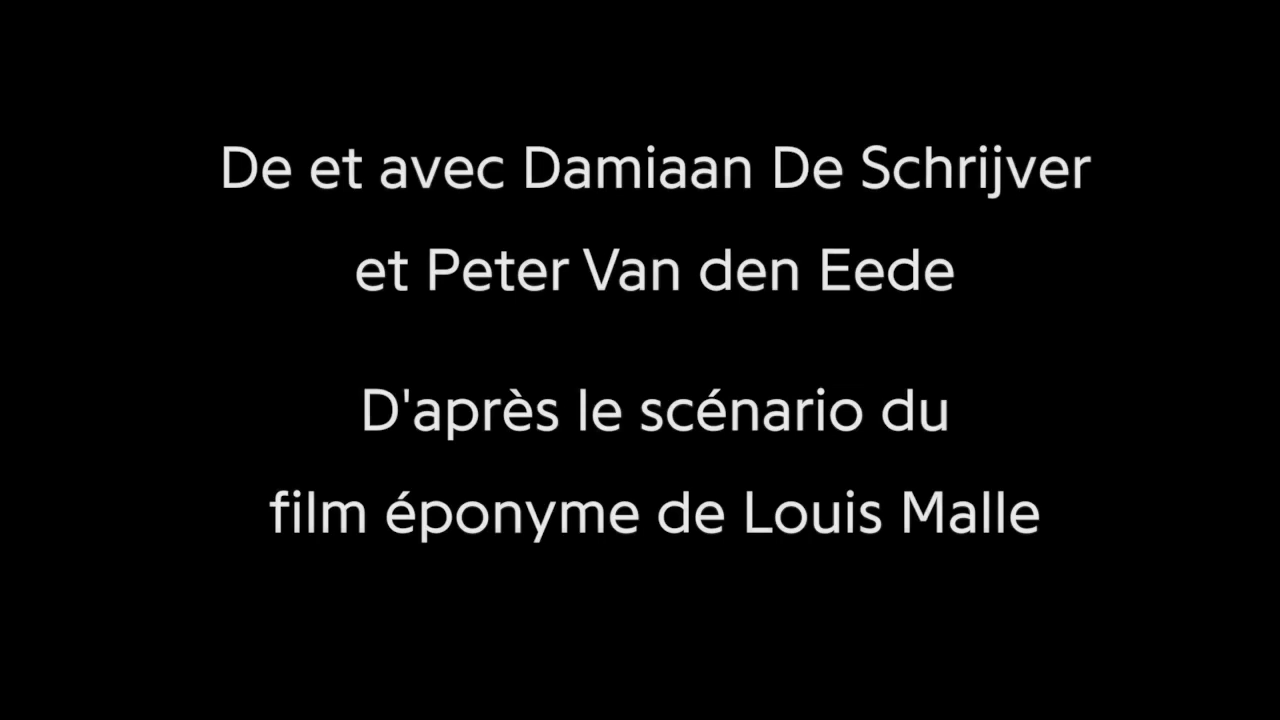 De et avec Damiaan De Schrijver
et Peter Van den Eede
D'après le scénario du
film éponyme de Louis Malle